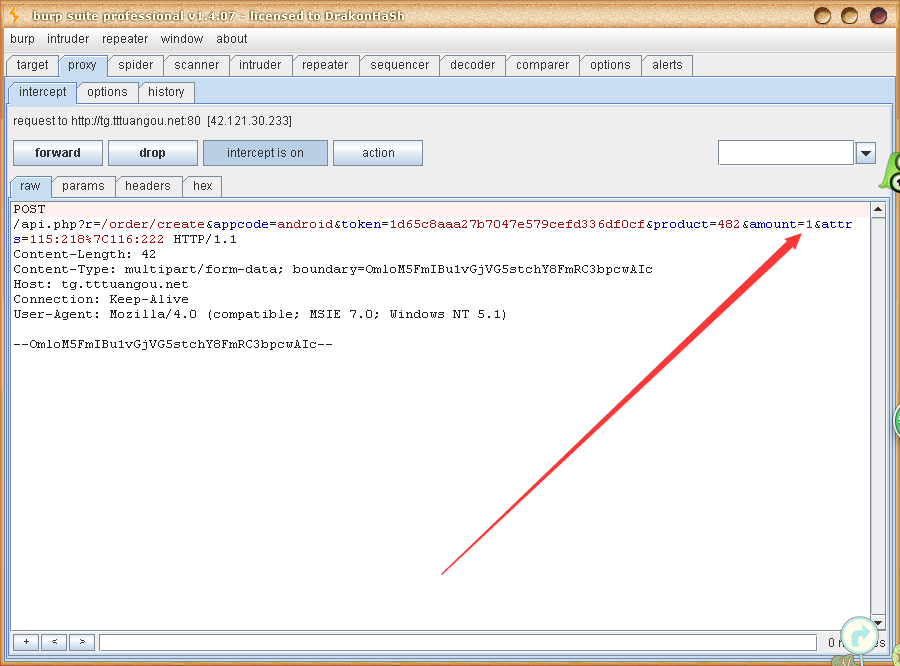 burp suite professional v1.4.07 - licensed to DrakonHaSh
burp intruder repeater window about
target proxy spider scanner intruder repeater sequencer decoder comparer options alerts
intercept options history
request to http://tg.tttuangou.net:80 [42.121.30.233]
forward drop intercept is on action
raw params headers hex
POST
/api.php?r=/order/create&appcode=android&token=1d65c8aaa27b7047e579cefd336df0cf&product=482&amount=1&attr
s=115:218%7C116:222 HTTP/1.1
Content-Length: 42
Content-Type: multipart/form-data; boundary=OmloM5FmIBu1vGjVG5stchY8FmRC3bpcwAIc
Host: tg.tttuangou.net
Connection: Keep-Alive
User-Agent: Mozilla/4.0 (compatible; MSIE 7.0; Windows NT 5.1)
--OmloM5FmIBu1vGjVG5stchY8FmRC3bpcwAIc--
+ < > 0